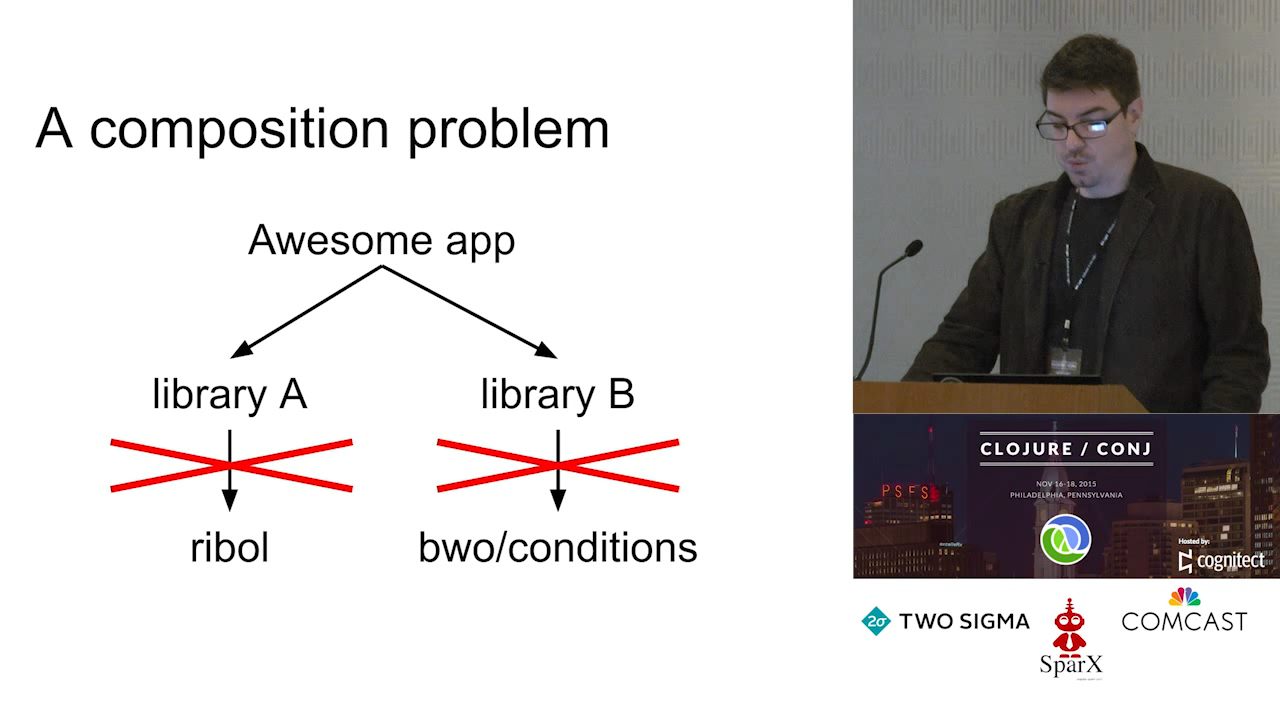 A composition problem
Awesome app
library A
library B
ribol
bwo/conditions
CLOJURE / CONJ
NOV 16-18, 2015
PHILADELPHIA, PENNSYLVANIA
PSFS
Hosted by:
cognitect
2σ TWO SIGMA
SparX
COMCAST